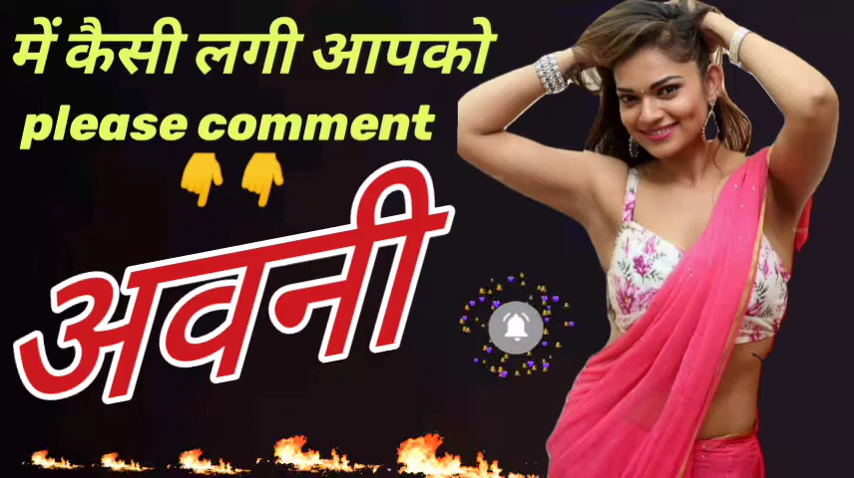 में कैसी लगी आपको
please comment
अवनी